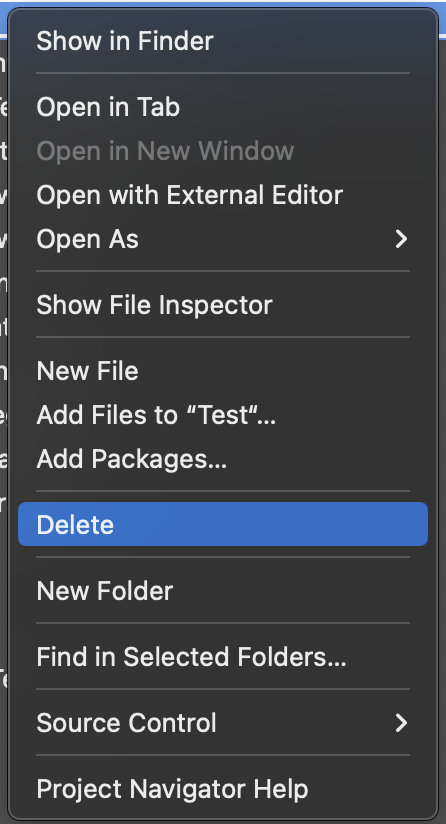 Show in Finder
Open in Tab
Open in New Window
Open with External Editor
Open As
Show File Inspector
New File
Add Files to “Test“...
Add Packages...
Delete
New Folder
Find in Selected Folders...
Source Control
Project Navigator Help